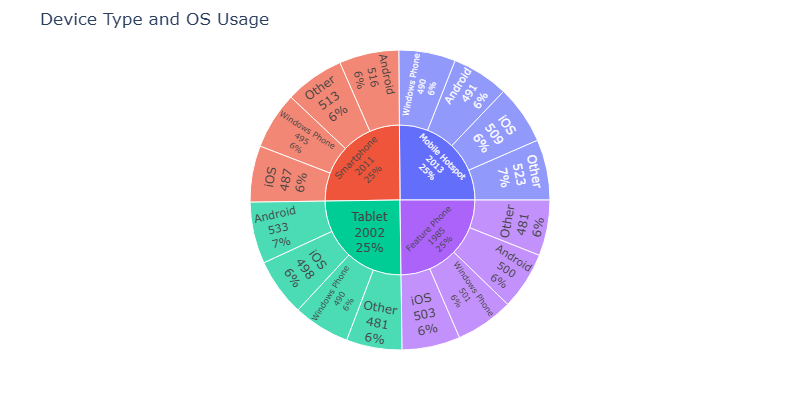 Device Type and OS Usage
Windows Phone
490
6%
Android
491
6%
iOS
509
6%
Other
523
7%
Mobile Hotspot
2013
25%
Android
516
6%
Other
513
6%
Windows Phone
495
6%
iOS
487
6%
Smartphone
2011
25%
Tablet
2002
25%
Android
533
7%
iOS
498
6%
Windows Phone
490
6%
Other
481
6%
Feature Phone
1985
25%
Other
481
6%
Android
500
6%
Windows Phone
501
6%
iOS
503
6%